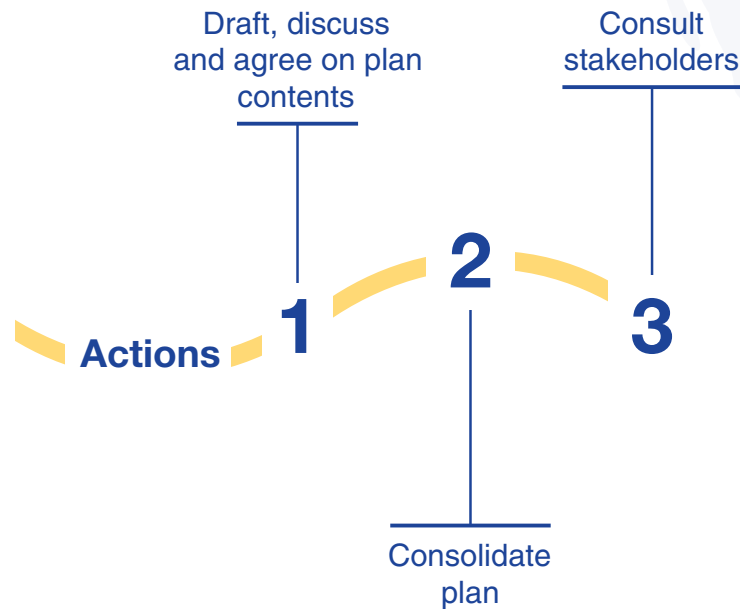 Draft, discuss
and agree on plan
contents
Consult
stakeholders
Actions
1
2
3
Consolidate
plan